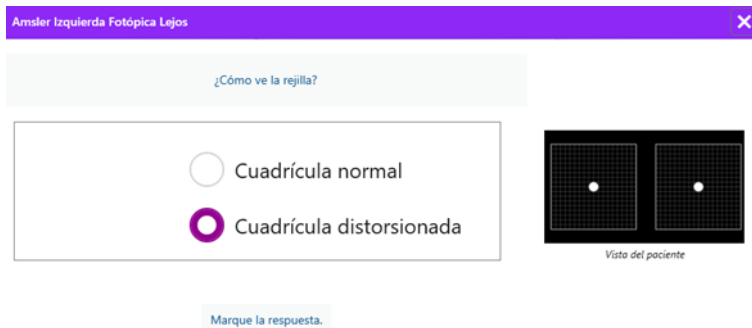 Amsler Izquierda Fotópica Lejos
¿Cómo ve la rejilla?
Cuadrícula normal
Cuadrícula distorsionada
Vista del paciente
Marque la respuesta.